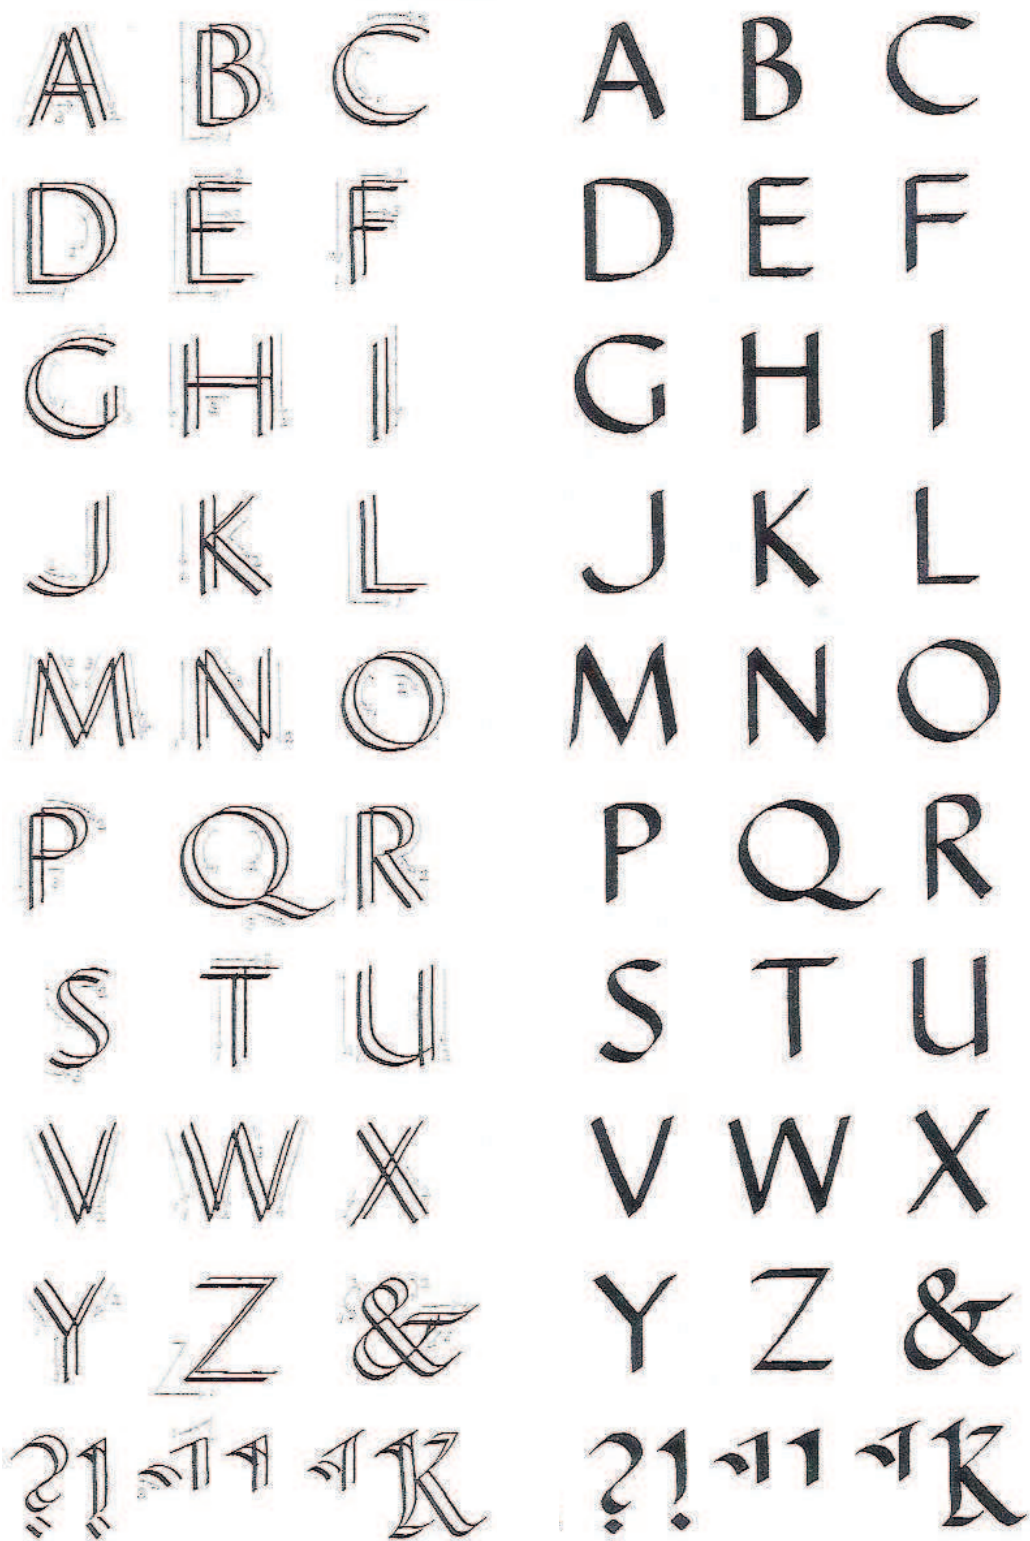 A B C A B C
D E F D E F
G H I G H I
J K L J K L
M N O M N O
P Q R P Q R
S T U S T U
V W X V W X
Y Z & Y Z &
?! K ?! K